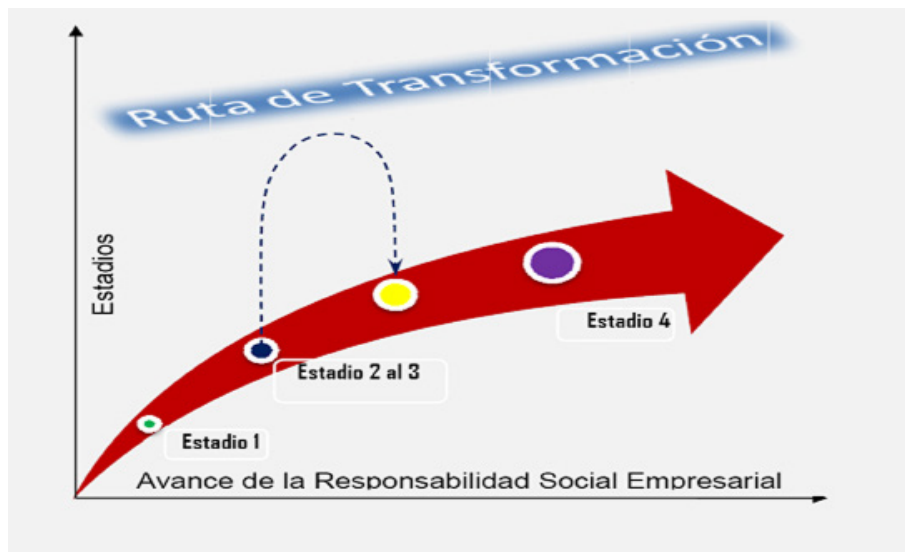 Ruta de Transformación
Estadios
Estadio 4
Estadio 2 al 3
Estadio 1
Avance de la Responsabilidad Social Empresarial